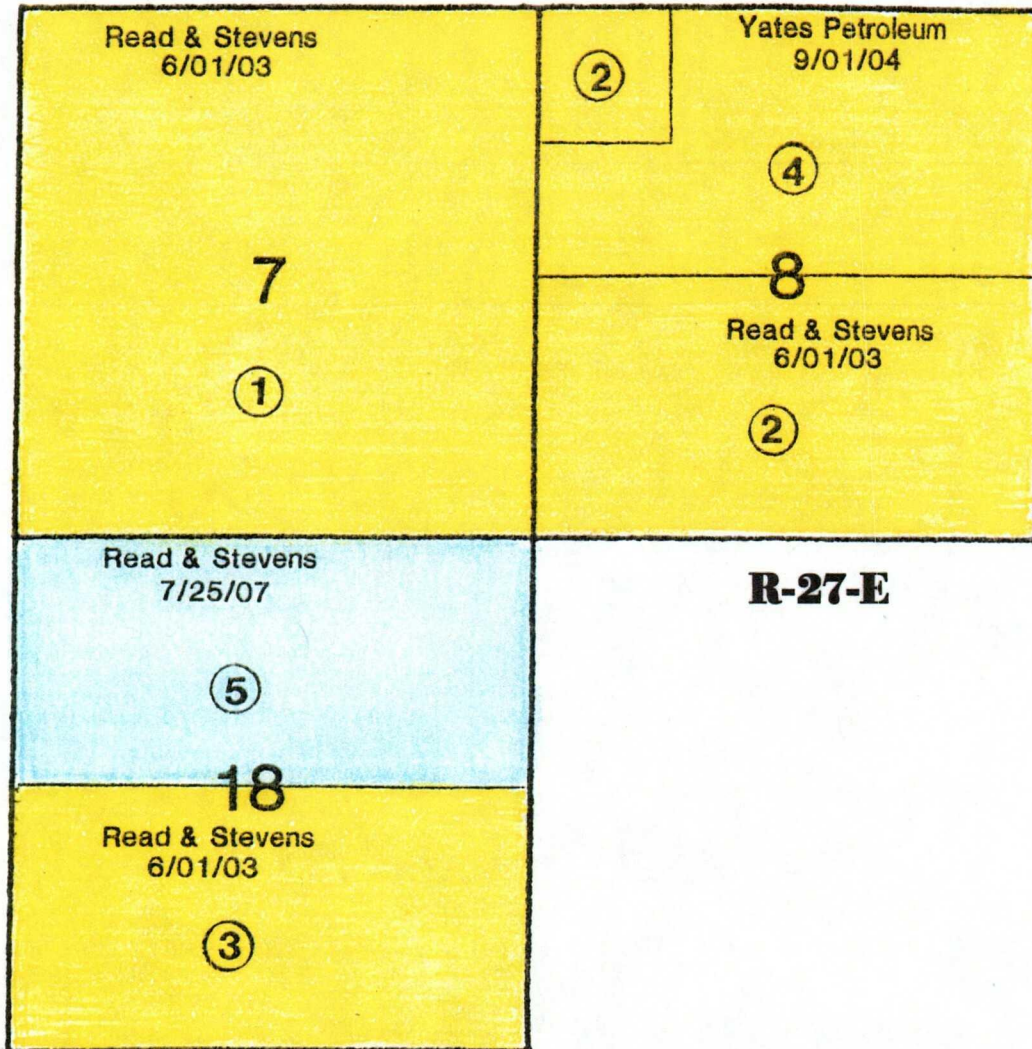 Read & Stevens
6/01/03
7
1
2
Yates Petroleum
9/01/04
4
8
Read & Stevens
6/01/03
2
Read & Stevens
7/25/07
5
18
Read & Stevens
6/01/03
3
R-27-E